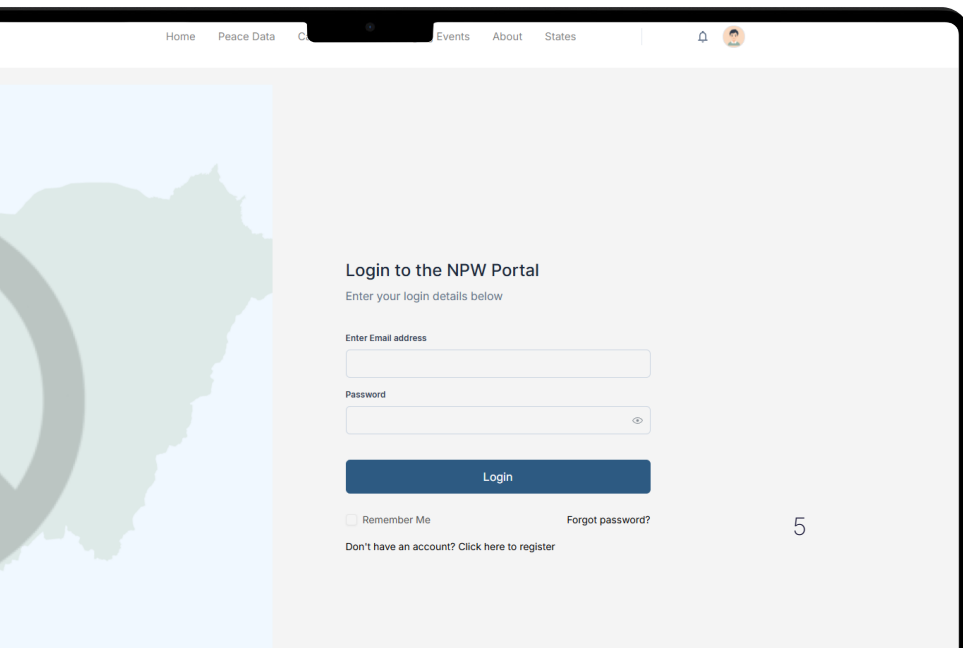 Home Peace Data Events About States
Login to the NPW Portal
Enter your login details below
Enter Email address
Password
Login
Remember Me Forgot password?
5
Don't have an account? Click here to register